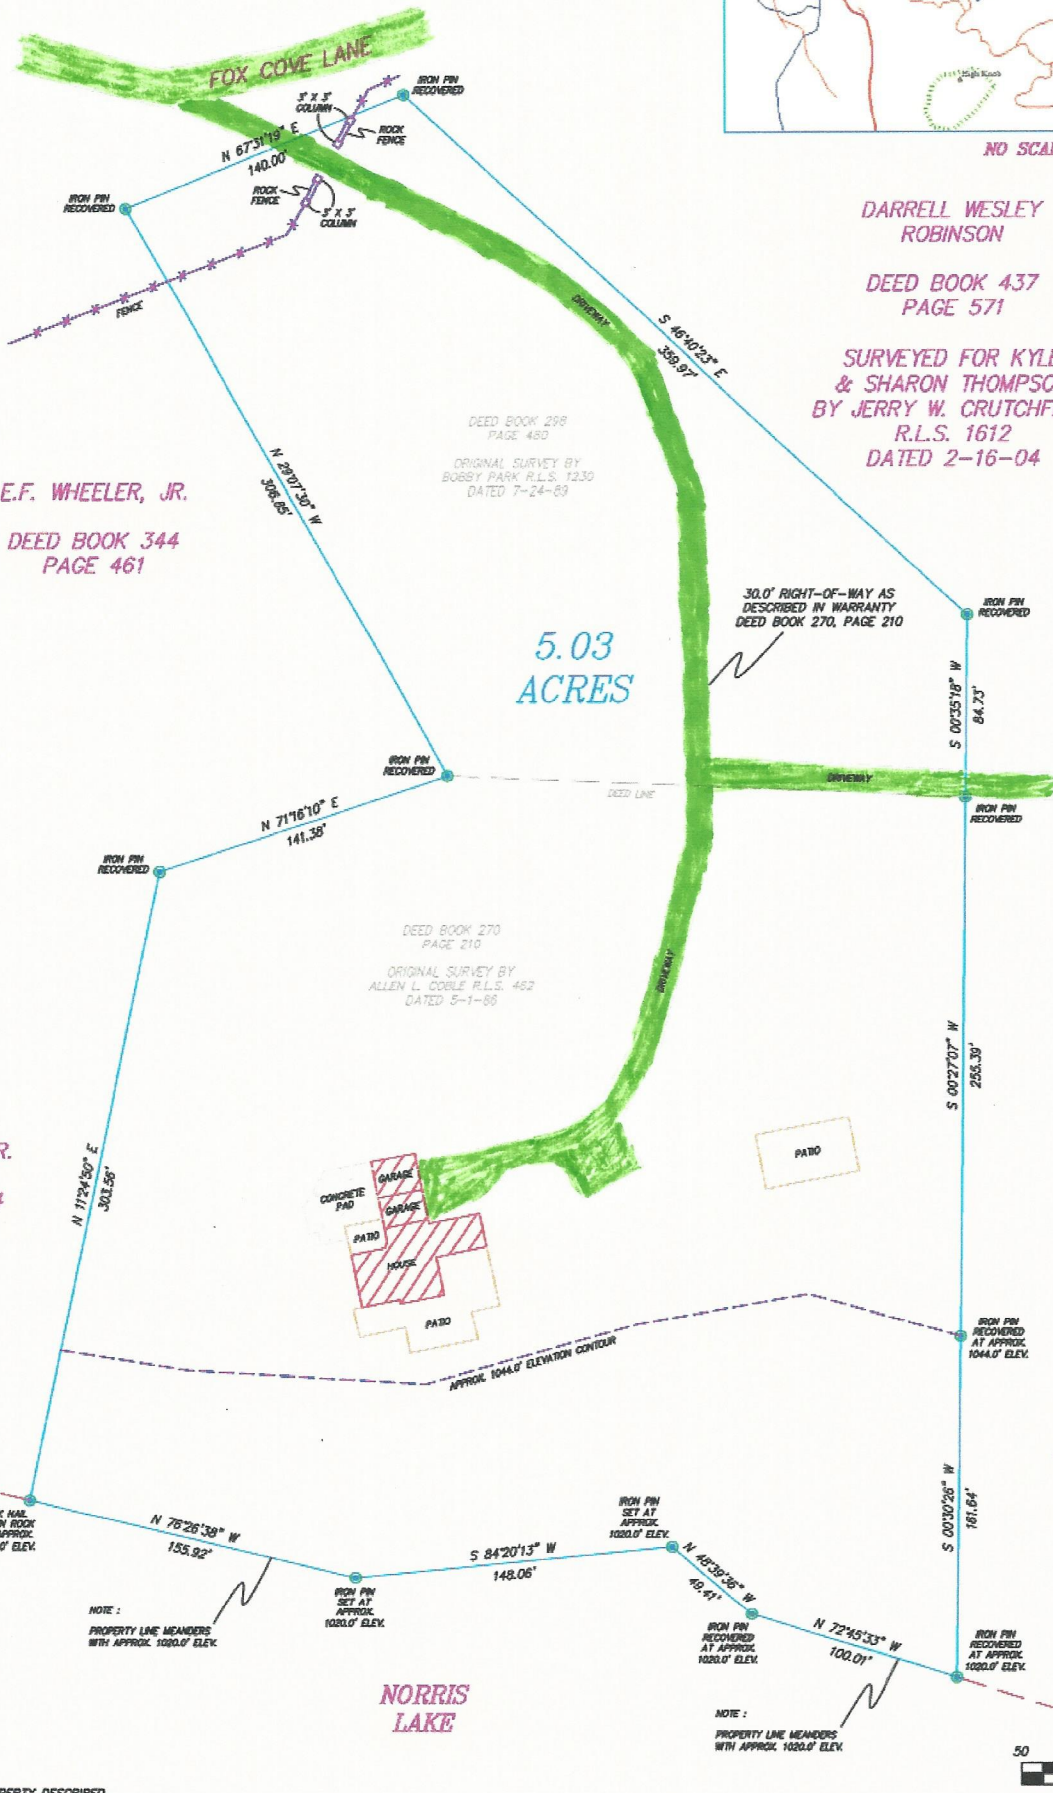 FOX COVE LANE
IRON PIN
RECOVERED
3' X 3'
COLUMN
ROCK
FENCE
N 67°31'19" E
140.00'
IRON PIN
RECOVERED
ROCK
FENCE
3' X 3'
COLUMN
FENCE
High Knob
DARRELL WESLEY
ROBINSON
DEED BOOK 437
PAGE 571
SURVEYED FOR
& SHARON
BY JERRY W.
R.L.S. 1612
DATED 2-16-04
DRIVEWAY
S 46°40'23" E
359.97'
DEED BOOK 298
PAGE 480
ORIGINAL SURVEY BY
BOBBY PARK R.L.S. 1230
DATED 7-24-89
N 29°07'30" W
306.85'
E.F. WHEELER, JR.
DEED BOOK 344
PAGE 461
30.0' RIGHT-OF-WAY AS
DESCRIBED IN WARRANTY
DEED BOOK 270, PAGE 210
IRON PIN
RECOVERED
5.03
ACRES
S 00°35'18" W
84.73'
IRON PIN
RECOVERED
DEED LINE
DRIVEWAY
IRON PIN
RECOVERED
N 71°16'10" E
141.38'
IRON PIN
RECOVERED
DEED BOOK 270
PAGE 210
ORIGINAL SURVEY BY
ALLEN L. COBLE R.L.S. 462
DATED 5-1-86
DRIVEWAY
S 00°27'07" W
255.39'
N 11°24'50" E
303.56'
PATIO
CONCRETE
PAD
GARAGE
GARAGE
PATIO
HOUSE
PATIO
APPROX. 1044.0' ELEVATION CONTOUR
IRON PIN
RECOVERED
AT APPROX.
1044.0' ELEV.
NAIL
ROCK
APPROX.
ELEV.
N 76°26'38" W
155.92'
IRON PIN
SET AT
APPROX.
1020.0' ELEV.
S 84°20'13" W
148.06'
IRON PIN
SET AT
APPROX.
1020.0' ELEV.
N 48°39'36" W
49.41'
IRON PIN
RECOVERED
AT APPROX.
1020.0' ELEV.
N 72°45'33" W
100.01'
S 00°30'26" W
161.64'
IRON PIN
RECOVERED
AT APPROX.
1020.0' ELEV.
NOTE :
PROPERTY LINE MEANDERS
WITH APPROX. 1020.0' ELEV.
NORRIS
LAKE
NOTE :
PROPERTY LINE MEANDERS
WITH APPROX. 1020.0' ELEV.
50